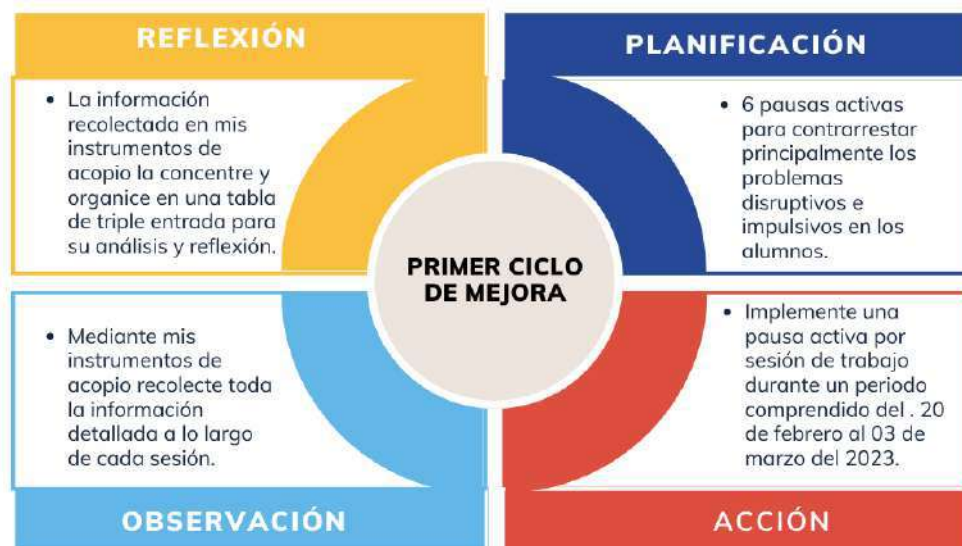 REFLEXIÓN
• La información
recolectada en mis
instrumentos de
acopio la concentre y
organice en una tabla
de triple entrada para
su análisis y reflexión.
PLANIFICACIÓN
• 6 pausas activas
para contrarrestar
principalmente los
problemas
disruptivos e
impulsivos en los
alumnos.
PRIMER CICLO
DE MEJORA
• Mediante mis
instrumentos de
acopio recolecte toda
la información
detallada a lo largo
de cada sesión.
OBSERVACIÓN
• Implemente una
pausa activa por
sesión de trabajo
durante un periodo
comprendido del . 20
de febrero al 03 de
marzo del 2023.
ACCIÓN